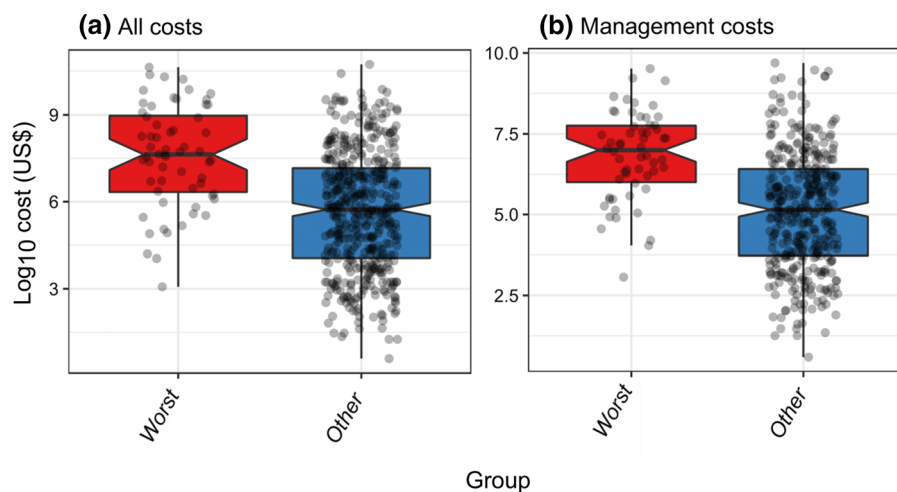 (a) All costs
(b) Management costs
Log10 cost (US$)
9
6
3
10.0
7.5
5.0
2.5
Worst
Other
Worst
Other
Group